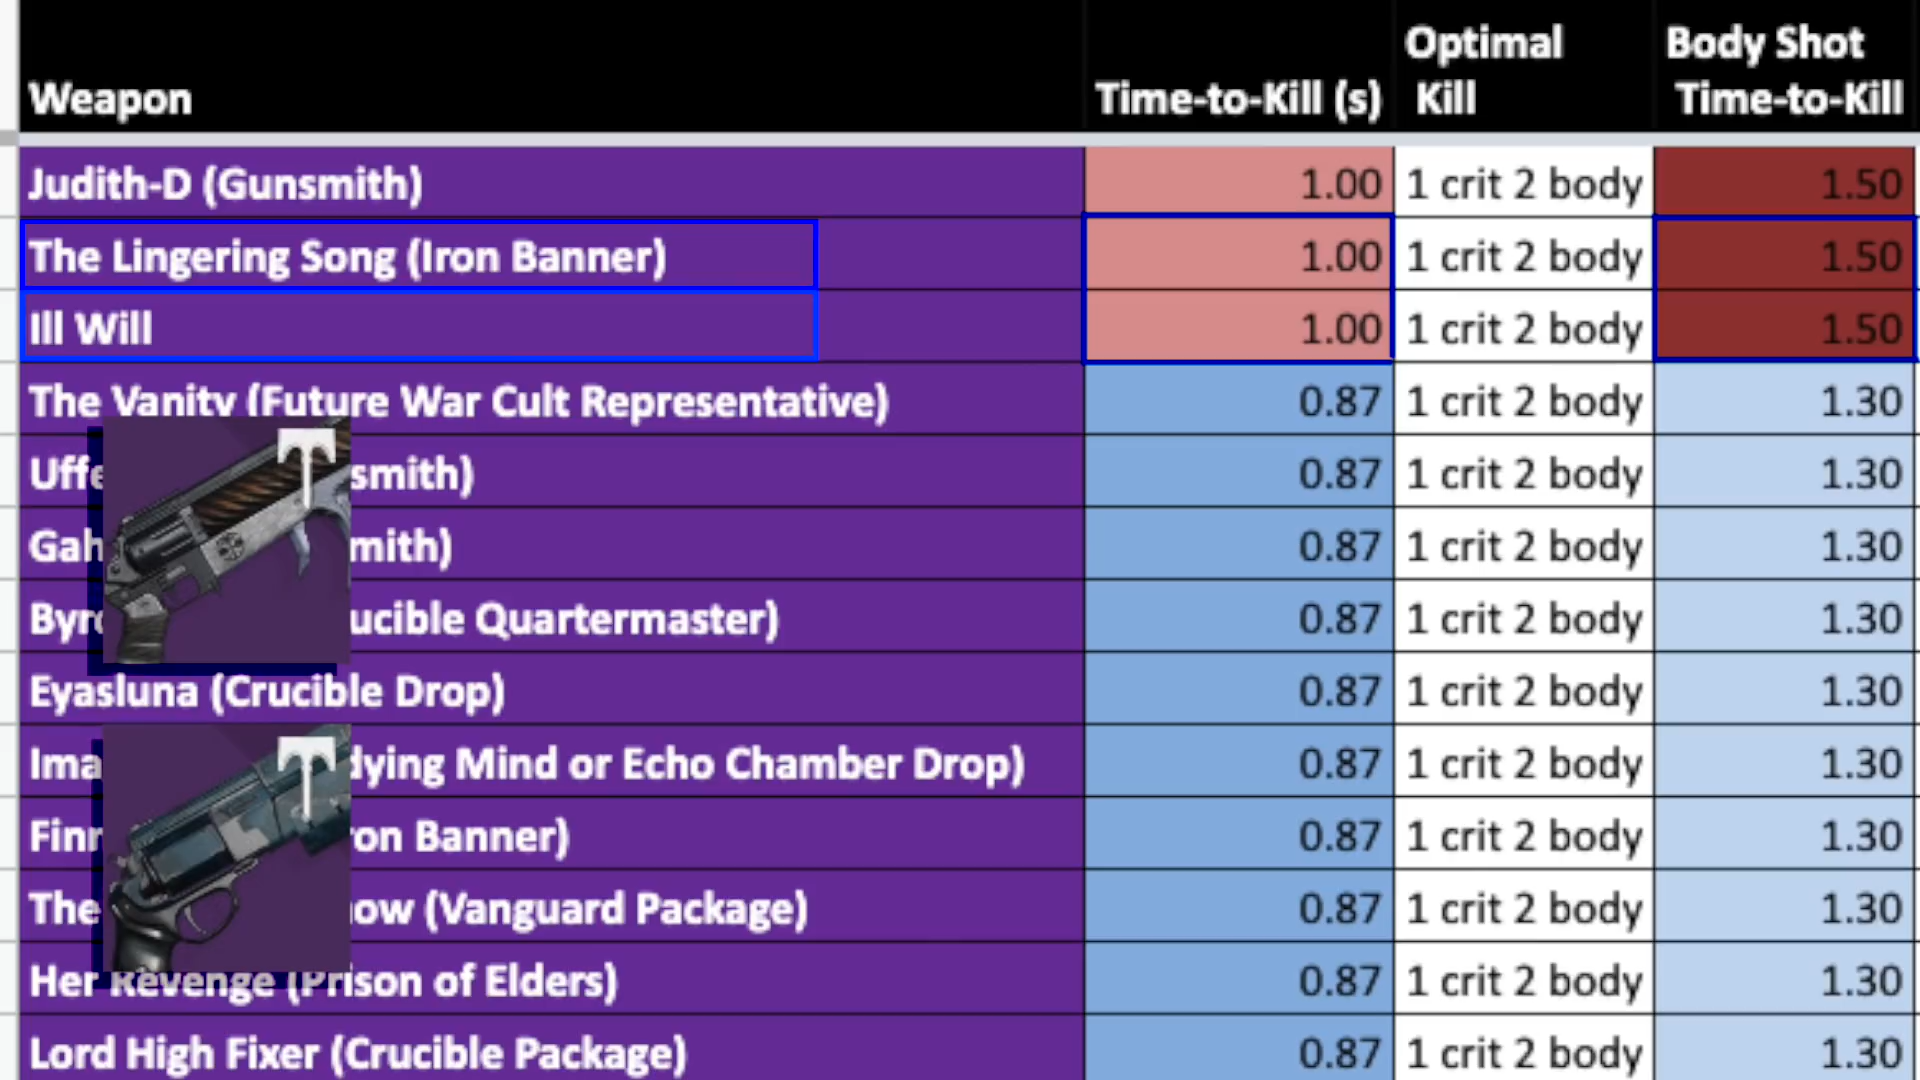 Weapon Time-to-Kill (s) Optimal Kill Body Shot Time-to-Kill
Judith-D (Gunsmith) 1.00 1 crit 2 body 1.50
The Lingering Song (Iron Banner) 1.00 1 crit 2 body 1.50
Ill Will 1.00 1 crit 2 body 1.50
The Vanity (Future War Cult Representative) 0.87 1 crit 2 body 1.30
0.87 1 crit 2 body 1.30
0.87 1 crit 2 body 1.30
Quartermaster) 0.87 1 crit 2 body 1.30
Eyasluna (Crucible Drop) 0.87 1 crit 2 body 1.30
Mind or Echo Chamber Drop) 0.87 1 crit 2 body 1.30
Banner) 0.87 1 crit 2 body 1.30
The (Vanguard Package) 0.87 1 crit 2 body 1.30
Her Revenge (Prison of Elders) 0.87 1 crit 2 body 1.30
Lord High Fixer (Crucible Package) 0.87 1 crit 2 body 1.30